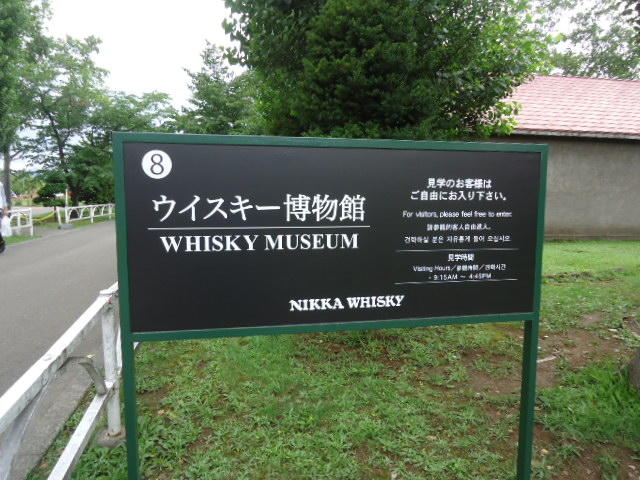 8
ウイスキー博物館
WHISKY MUSEUM
見学のお客様は
ご自由にお入り下さい。
For visitors, please feel free to enter.
請參觀的客人自由進入.
견학하실 분은 자유롭게 들어 오십시오
見学時間
Visiting Hours／參觀時間／견학시간
・9:15AM ～ 4:45PM
NIKKA WHISKY